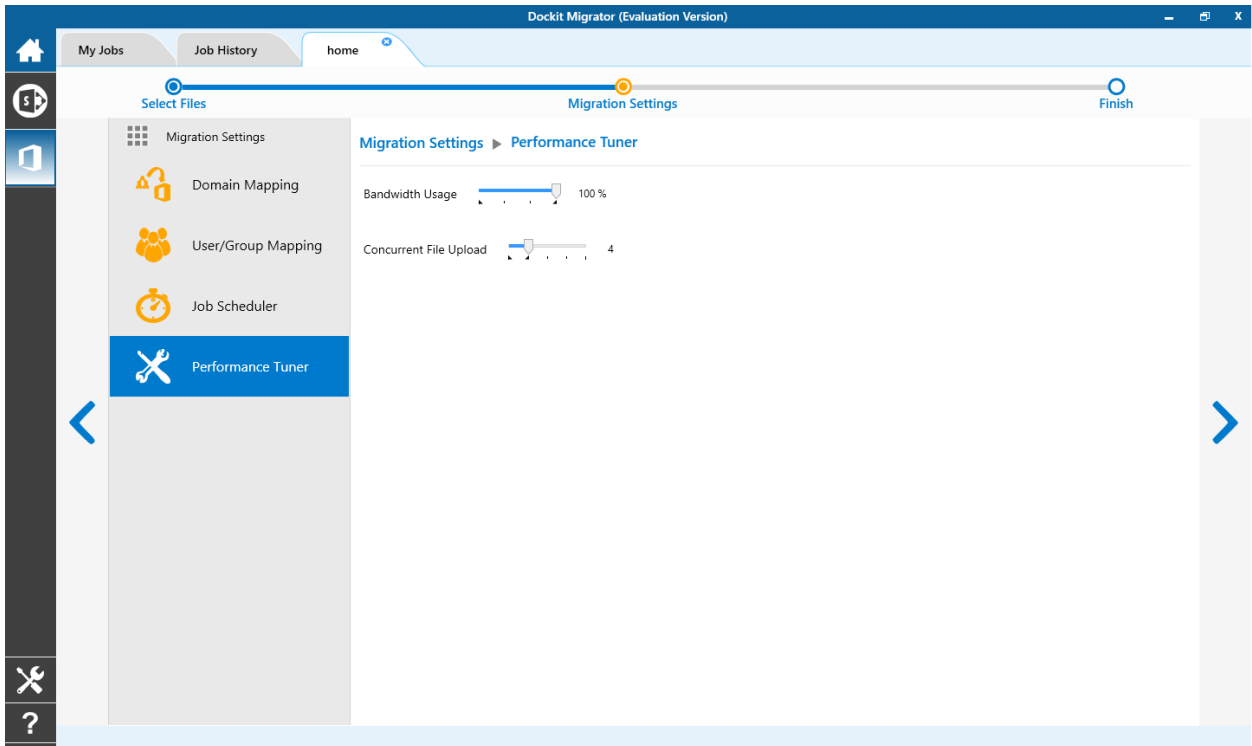 Dockit Migrator (Evaluation Version)
My Jobs
Job History
home
Select Files
Migration Settings
Finish
Migration Settings
Domain Mapping
User/Group Mapping
Job Scheduler
Performance Tuner
Migration Settings ▶ Performance Tuner
Bandwidth Usage 100 %
Concurrent File Upload 4